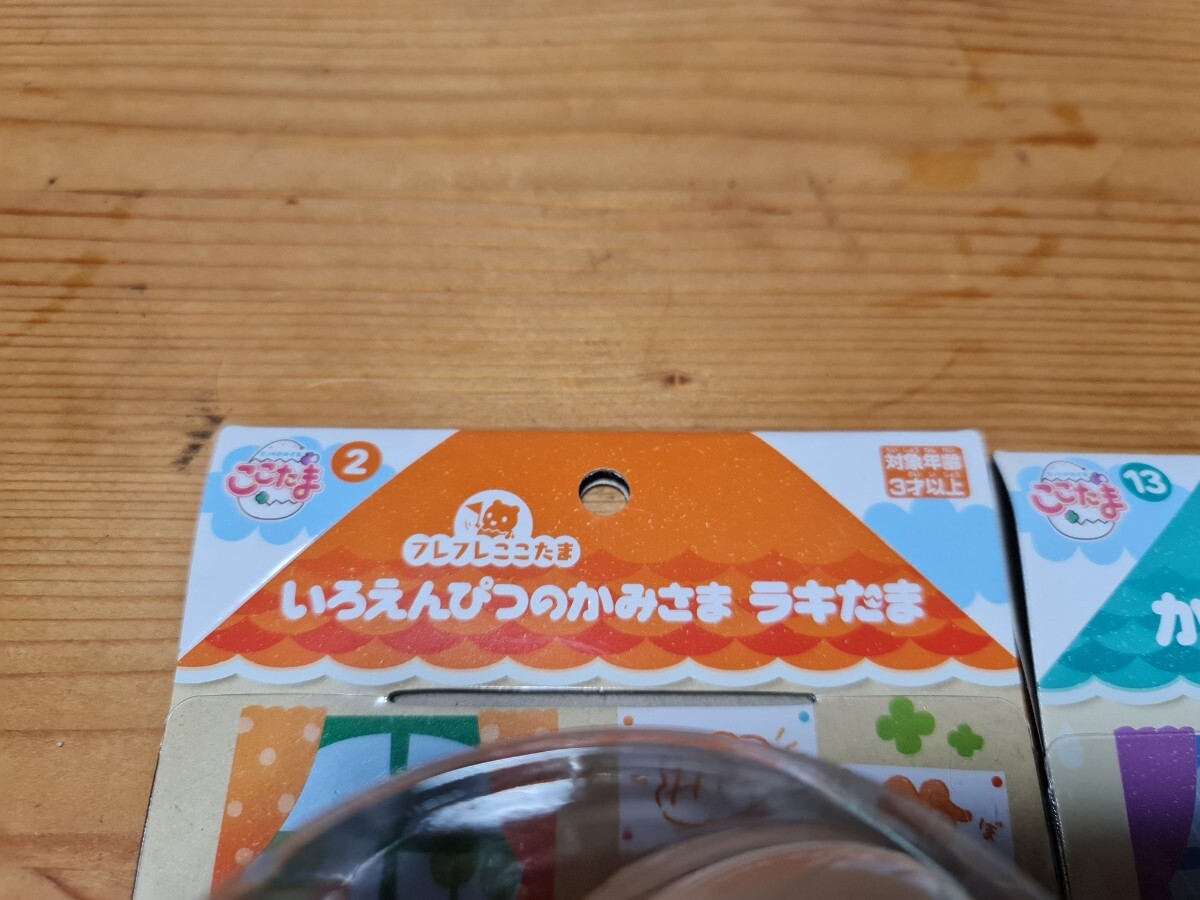 ここたま
2
対象年齢
3才以上
フレフレここたま
いろえんぴつのかみさま ラキだま
ここたま
13
か
ぽ